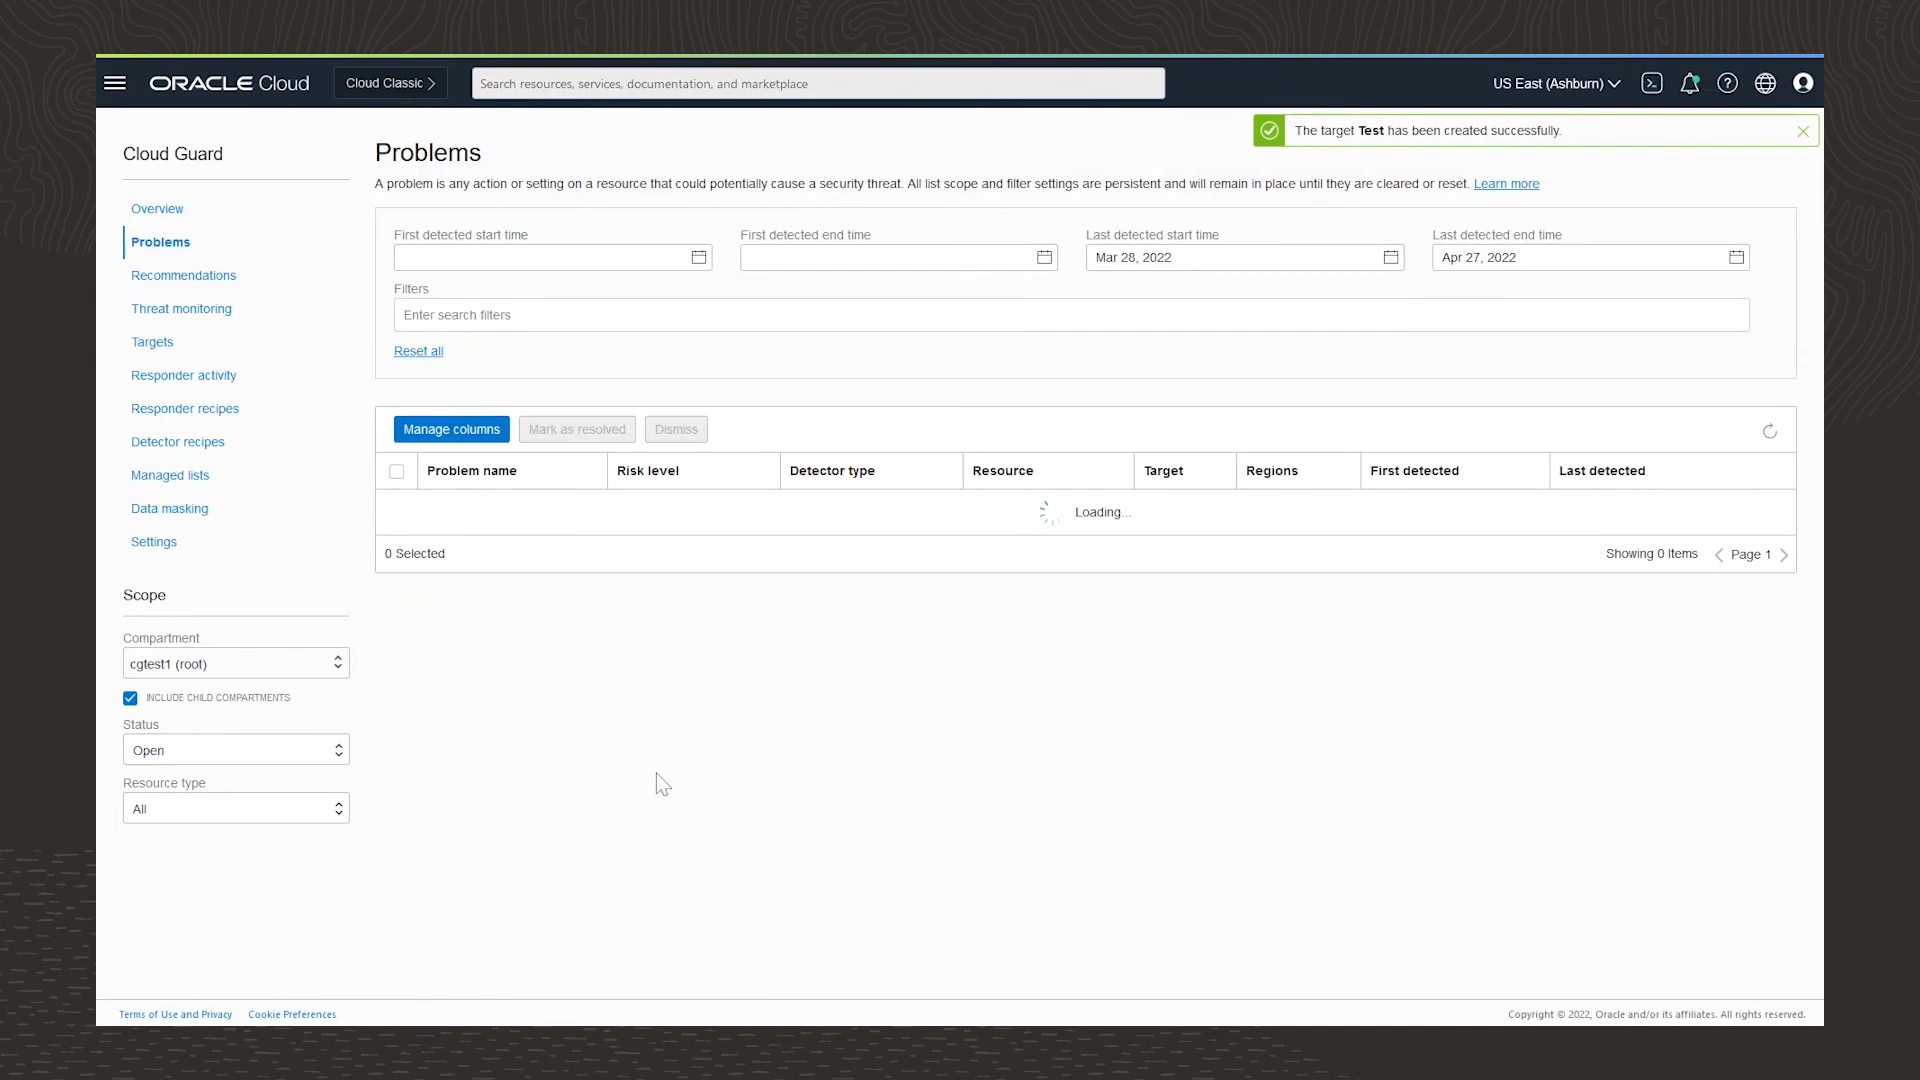 ORACLE Cloud
Cloud Classic
Search resources, services, documentation, and marketplace
US East (Ashburn)
The target Test has been created successfully.
Cloud Guard
Overview
Problems
Recommendations
Threat monitoring
Targets
Responder activity
Responder recipes
Detector recipes
Managed lists
Data masking
Settings
Scope
Compartment
cgtest1 (root)
INCLUDE CHILD COMPARTMENTS
Status
Open
Resource type
All
Problems
A problem is any action or setting on a resource that could potentially cause a security threat. All list scope and filter settings are persistent and will remain in place until they are cleared or reset. Learn more
First detected start time
First detected end time
Last detected start time
Mar 28, 2022
Last detected end time
Apr 27, 2022
Filters
Enter search filters
Reset all
Manage columns
Mark as resolved
Dismiss
Problem name Risk level Detector type Resource Target Regions First detected Last detected
Loading...
0 Selected
Showing 0 Items
Page 1
Terms of Use and Privacy
Cookie Preferences
Copyright © 2022, Oracle and/or its affiliates. All rights reserved.